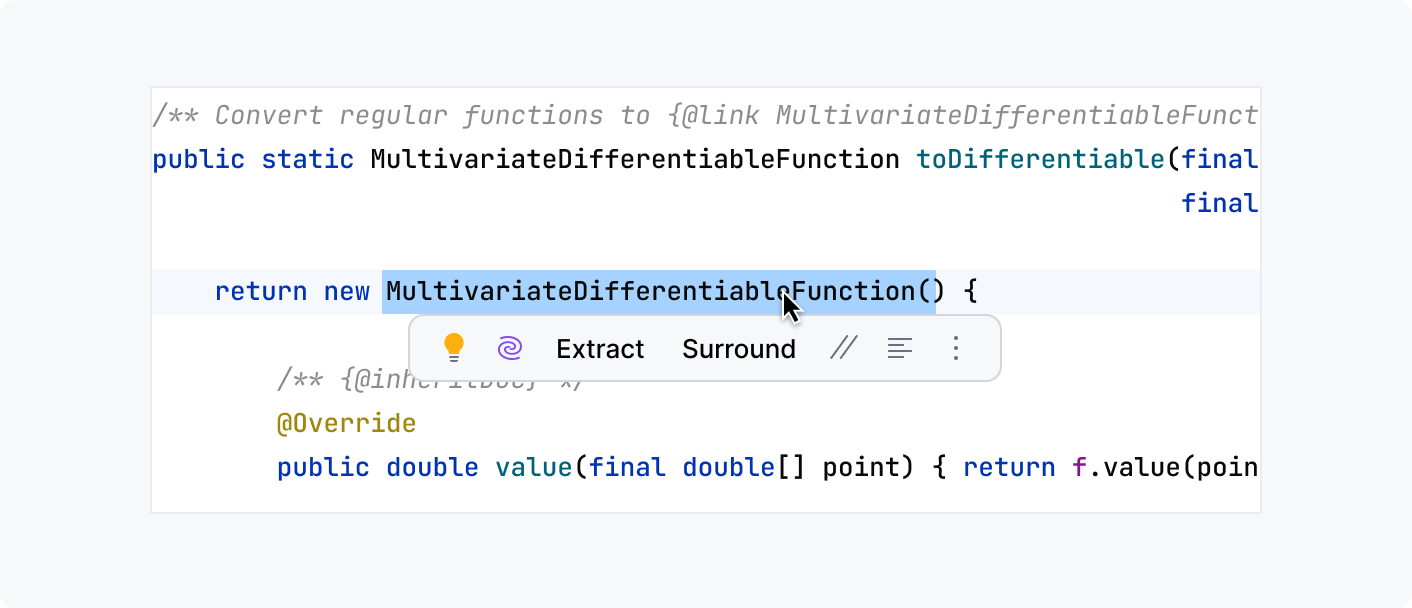 /** Convert regular functions to {@link MultivariateDifferentiableFunct
public static MultivariateDifferentiableFunction toDifferentiable(final
final
return new MultivariateDifferentiableFunction() {
Extract Surround //
/** {@inheritDoc} */
@Override
public double value(final double[] point) { return f.value(poin